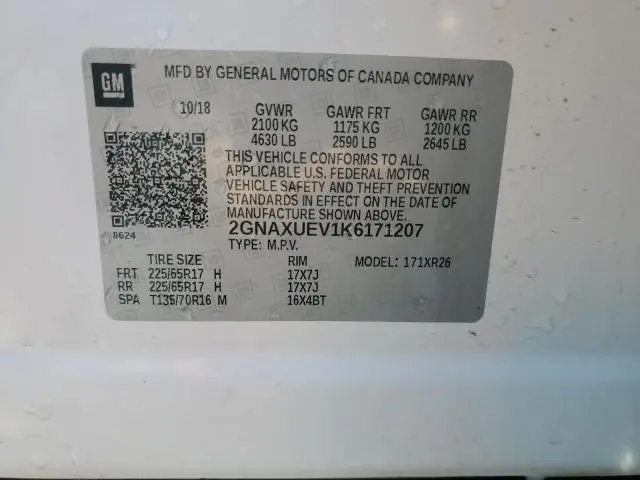 GM MFD BY GENERAL MOTORS OF CANADA COMPANY
10/18 GVWR GAWR FRT GAWR RR
2100 KG 1175 KG 1200 KG
4630 LB 2590 LB 2645 LB
THIS VEHICLE CONFORMS TO ALL
APPLICABLE U.S. FEDERAL MOTOR
VEHICLE SAFETY AND THEFT PREVENTION
STANDARDS IN EFFECT ON THE DATE OF
MANUFACTURE SHOWN ABOVE.
8624 2GNAXUEV1K6171207
TYPE: M.P.V.
TIRE SIZE RIM MODEL: 171XR26
FRT 225/65R17 H 17X7J
RR 225/65R17 H 17X7J
SPA T135/70R16 M 16X4BT